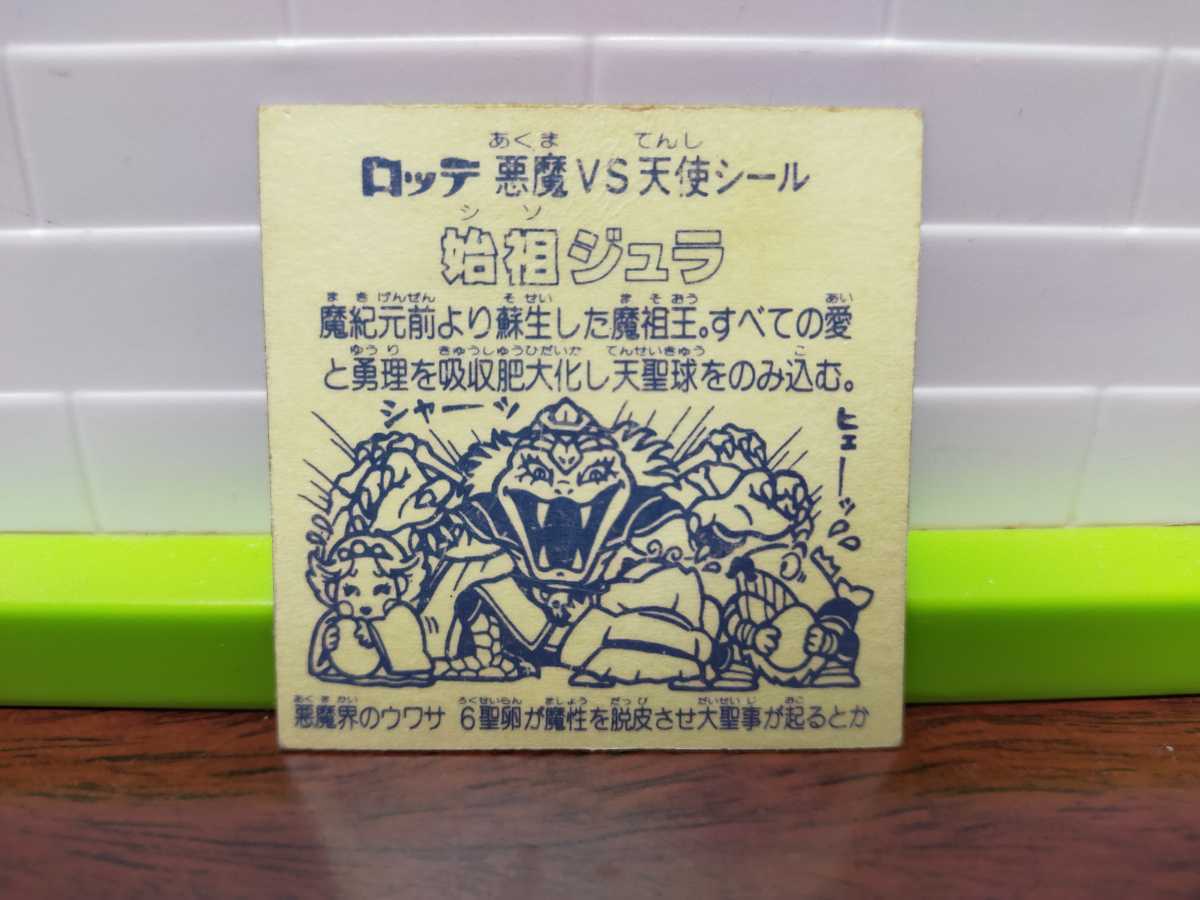 あくま てんし
ロッテ 悪魔VS天使シール
シソ
始祖ジュラ
まきげんぜん そせい まそおう あい
魔紀元前より蘇生した魔祖王。すべての愛
ゆうり きゅうしゅうひだいか てんせいきゅう こ
と勇理を吸収肥大化し天聖球をのみ込む。
シャーッ
ヒェーッ
あくまかい ろくせいらん ましょう だっぴ だいせいじ おこ
悪魔界のウワサ 6聖卵が魔性を脱皮させ大聖事が起るとか